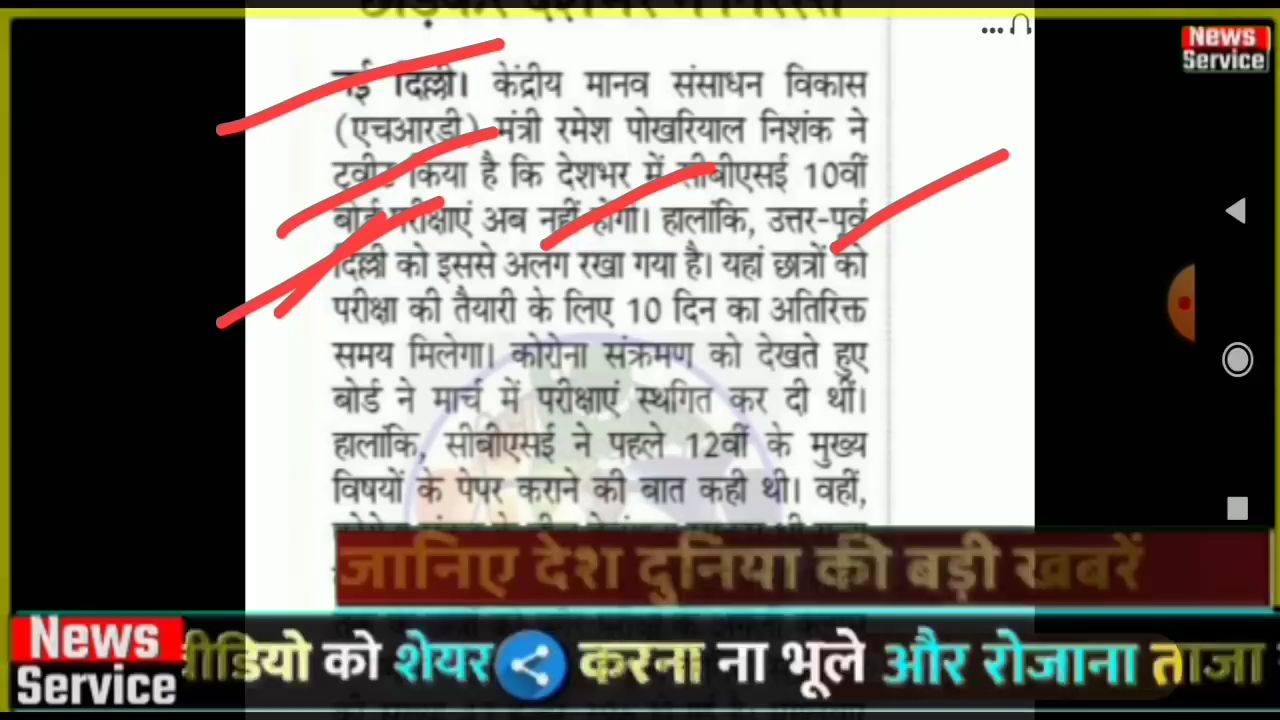 News
Service
नई दिल्ली। केंद्रीय मानव संसाधन विकास
(एचआरडी) मंत्री रमेश पोखरियाल निशंक ने
ट्वीट किया है कि देशभर में सीबीएसई 10वीं
बोर्ड परीक्षाएं अब नहीं होगी। हालांकि, उत्तर-पूर्व
दिल्ली को इससे अलग रखा गया है। यहां छात्रों को
परीक्षा की तैयारी के लिए 10 दिन का अतिरिक्त
समय मिलेगा। कोरोना संक्रमण को देखते हुए
बोर्ड ने मार्च में परीक्षाएं स्थगित कर दी थीं।
हालांकि, सीबीएसई ने पहले 12वीं के मुख्य
विषयों के पेपर कराने की बात कही थी। वहीं,
जानिए देश दुनिया की बड़ी खबरें
News
Service
वीडियो को शेयर करना ना भूले और रोजाना ताजा